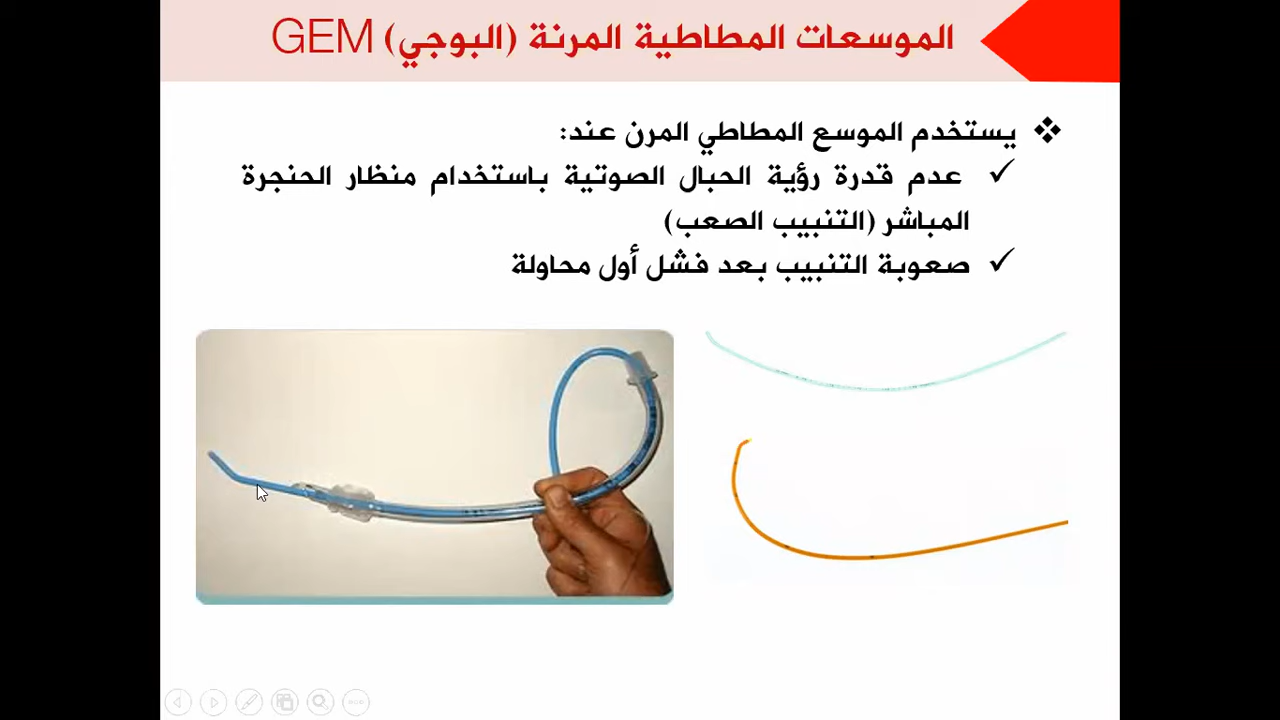 الموسعات المطاطية المرنة (البوجي) GEM
يستخدم الموسع المطاطي المرن عند:
عدم قدرة رؤية الحبال الصوتية باستخدام منظار الحنجرة
المباشر (التنبيب الصعب)
صعوبة التنبيب بعد فشل أول محاولة